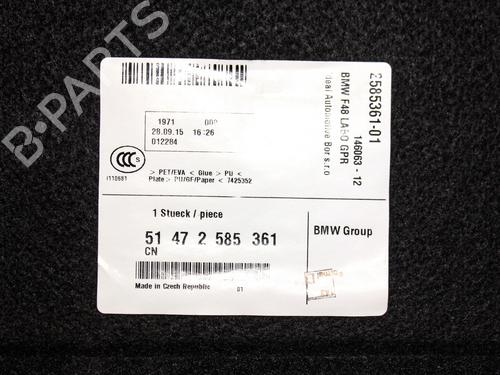 B-PARTS
1971 008
28.09.15 16:26
012284
CCC S
i110681
> PET/EVA < Glue > PU <
Plate > PU/GF/Paper < 7425352
2585361-01
146063 - 12
BMW F48 LABO GPR
Ideal Automotive Bor s.r.o
1 Stueck / piece
51 47 2 585 361
CN
Made in Czech Republic 01
BMW Group